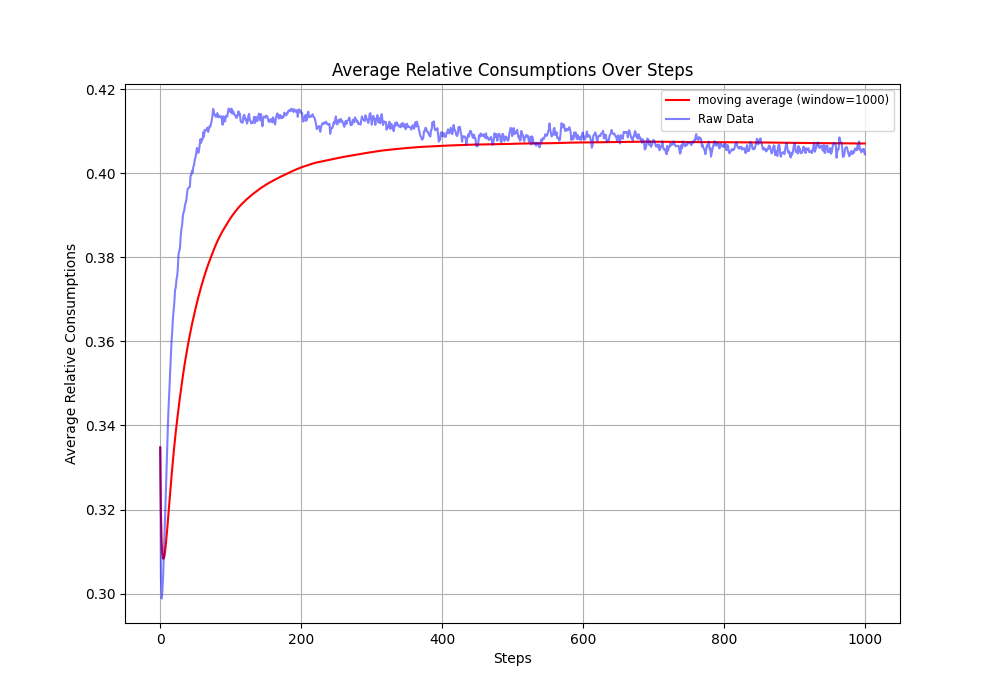 Average Relative Consumptions Over Steps
moving average (window=1000)
Raw Data
0.42
0.40
0.38
0.36
0.34
0.32
0.30
Average Relative Consumptions
0
200
400
600
800
1000
Steps